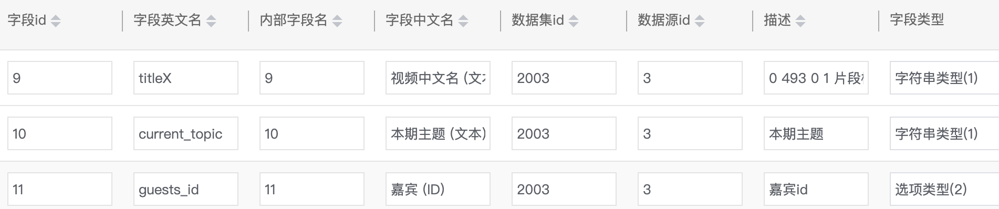 字段id 字段英文名 内部字段名 字段中文名 数据集id 数据源id 描述 字段类型
9 titleX 9 视频中文名 (文 2003 3 0 493 0 1 片段 字符串类型(1)
10 current_topic 10 本期主题 (文本) 2003 3 本期主题 字符串类型(1)
11 guests_id 11 嘉宾 (ID) 2003 3 嘉宾id 选项类型(2)